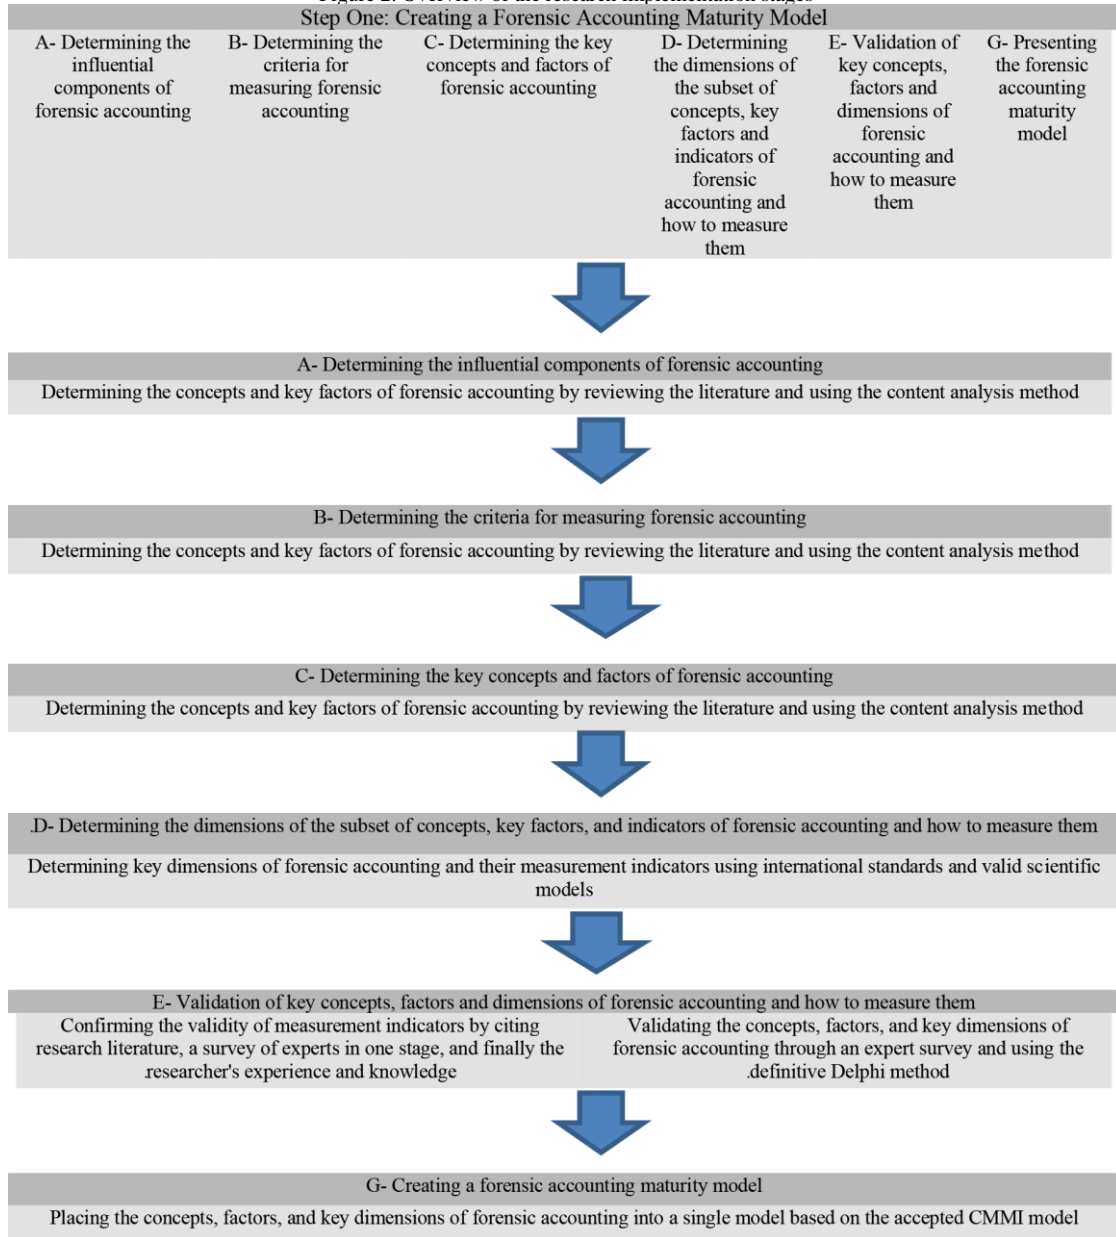 Figure 2: Overview of the research implementation stages
Step One: Creating a Forensic Accounting Maturity Model
A- Determining the
influential
components of
forensic accounting
B- Determining the
criteria for
measuring forensic
accounting
C- Determining the key
concepts and factors of
forensic accounting
D- Determining
the dimensions of
the subset of
concepts, key
factors and
indicators of
forensic
accounting and
how to measure
them
E- Validation of
key concepts,
factors and
dimensions of
forensic
accounting and
how to measure
them
G- Presenting
the forensic
accounting
maturity
model
A- Determining the influential components of forensic accounting
Determining the concepts and key factors of forensic accounting by reviewing the literature and using the content analysis method
B- Determining the criteria for measuring forensic accounting
Determining the concepts and key factors of forensic accounting by reviewing the literature and using the content analysis method
C- Determining the key concepts and factors of forensic accounting
Determining the concepts and key factors of forensic accounting by reviewing the literature and using the content analysis method
.D- Determining the dimensions of the subset of concepts, key factors, and indicators of forensic accounting and how to measure them
Determining key dimensions of forensic accounting and their measurement indicators using international standards and valid scientific
models
E- Validation of key concepts, factors and dimensions of forensic accounting and how to measure them
Confirming the validity of measurement indicators by citing
research literature, a survey of experts in one stage, and finally the
.researcher's experience and knowledge
Validating the concepts, factors, and key dimensions of
forensic accounting through an expert survey and using the
.definitive Delphi method
G- Creating a forensic accounting maturity model
Placing the concepts, factors, and key dimensions of forensic accounting into a single model based on the accepted CMMI model